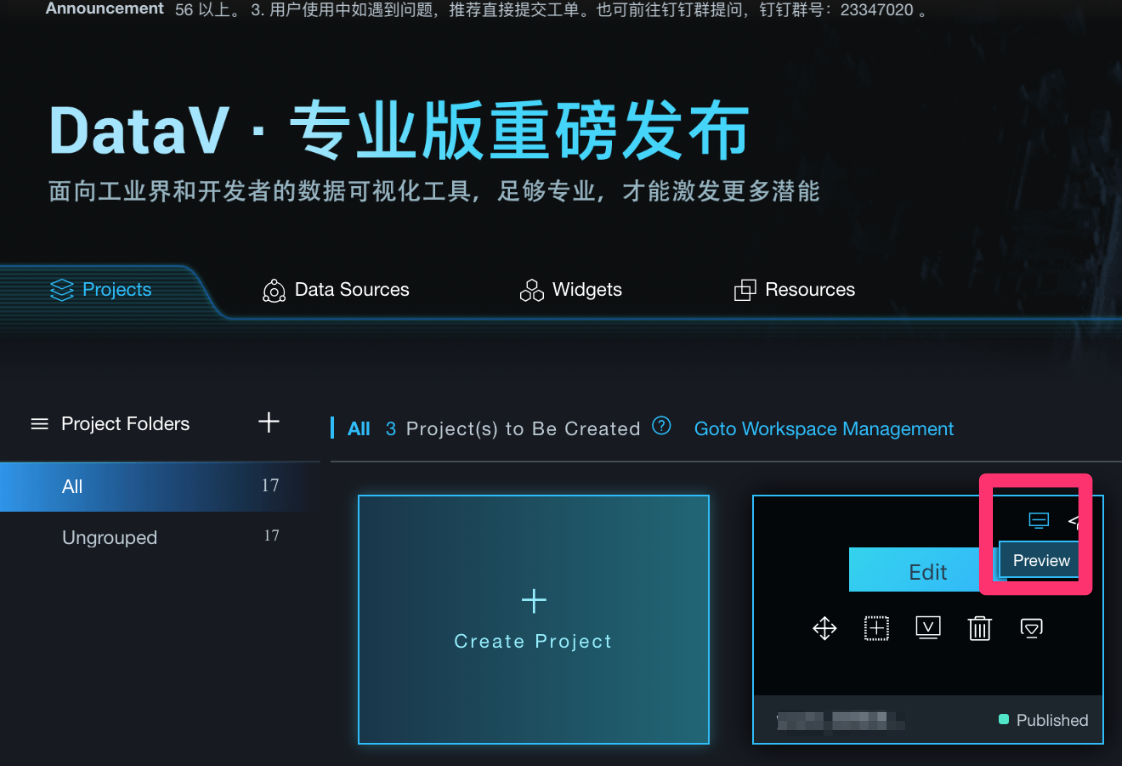 Announcement 56 以上。 3. 用户使用中如遇到问题，推荐直接提交工单。也可前往钉钉群提问，钉钉群号：23347020 。
DataV · 专业版重磅发布
面向工业界和开发者的数据可视化工具，足够专业，才能激发更多潜能
Projects
Data Sources
Widgets
Resources
Project Folders
All 3 Project(s) to Be Created ? Goto Workspace Management
All 17
Ungrouped 17
Create Project
Preview
Edit
Published